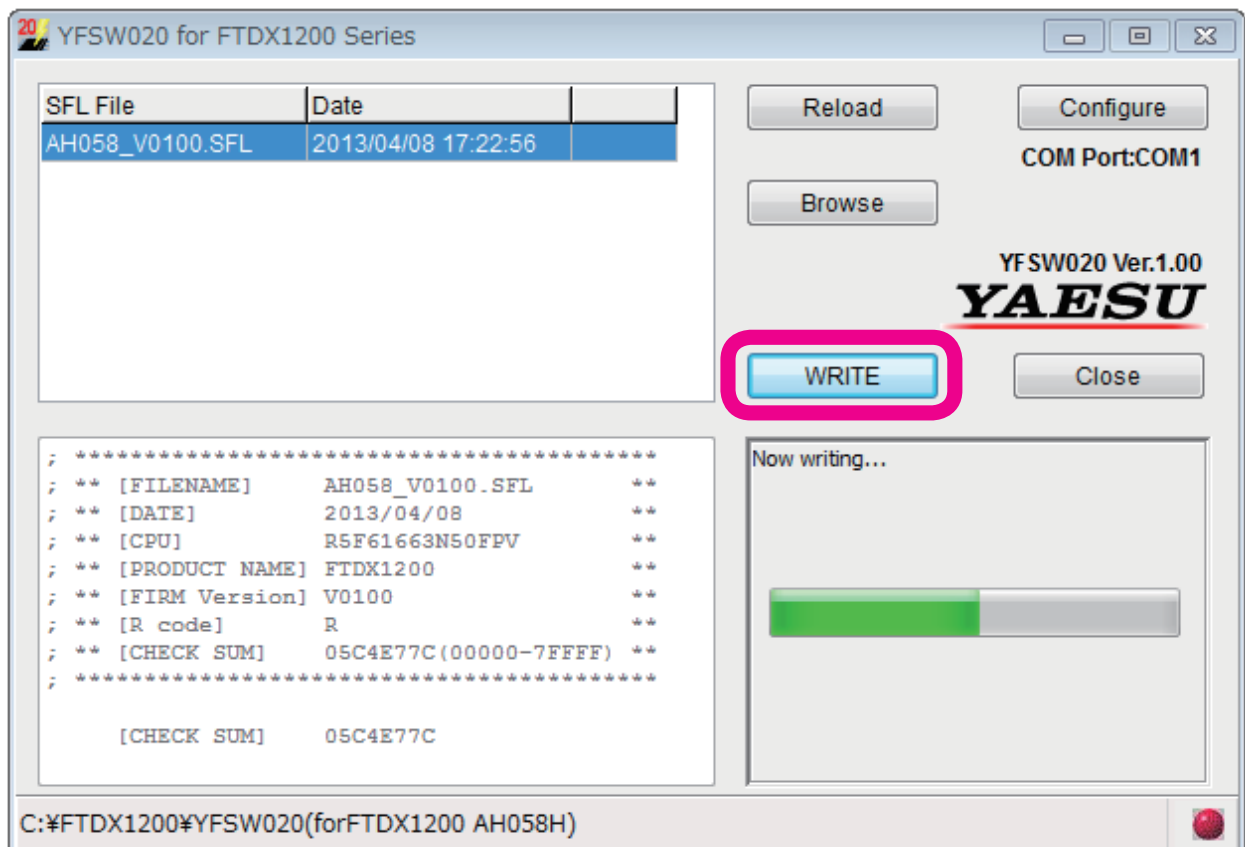 20 YFSW020 for FTDX1200 Series
SFL File Date
AH058_V0100.SFL 2013/04/08 17:22:56
Reload Configure
COM Port:COM1
Browse
YFSW020 Ver.1.00
YAESU
WRITE Close
; ******************************************
; ** [FILENAME] AH058_V0100.SFL **
; ** [DATE] 2013/04/08 **
; ** [CPU] R5F61663N50FPV **
; ** [PRODUCT NAME] FTDX1200 **
; ** [FIRM Version] V0100 **
; ** [R code] R **
; ** [CHECK SUM] 05C4E77C(00000-7FFFF) **
; ******************************************
[CHECK SUM] 05C4E77C
Now writing...
C:¥FTDX1200¥YFSW020(forFTDX1200 AH058H)